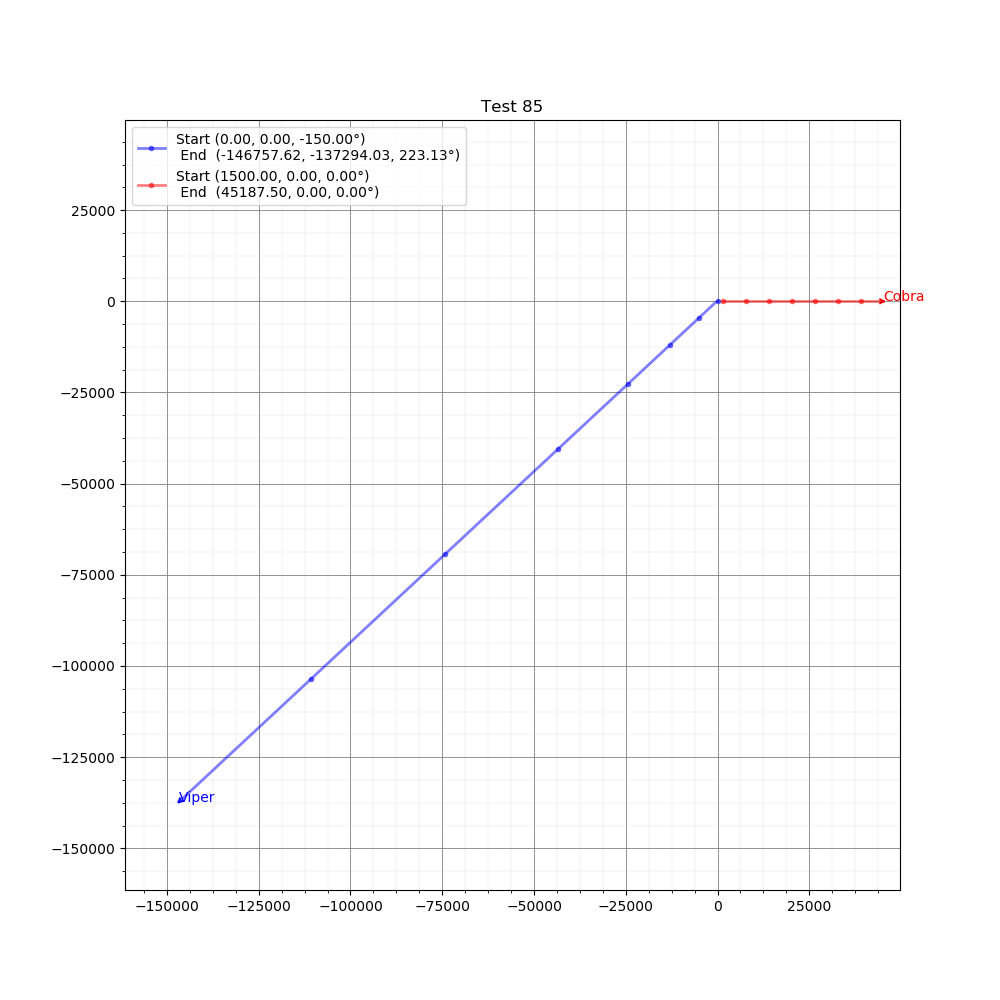 Test 85
Start (0.00, 0.00, -150.00°)
End  (-146757.62, -137294.03, 223.13°)
Start (1500.00, 0.00, 0.00°)
End  (45187.50, 0.00, 0.00°)
25000
0
−25000
−50000
−75000
−100000
−125000
−150000
Cobra
Viper
−150000
−125000
−100000
−75000
−50000
−25000
0
25000